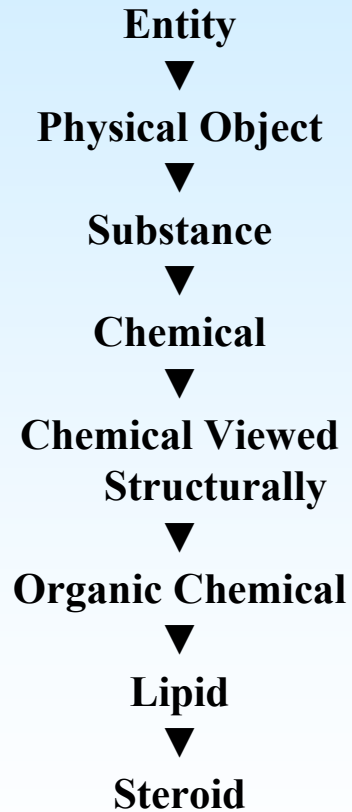 Entity
▼
Physical Object
▼
Substance
▼
Chemical
▼
Chemical Viewed
Structurally
▼
Organic Chemical
▼
Lipid
▼
Steroid